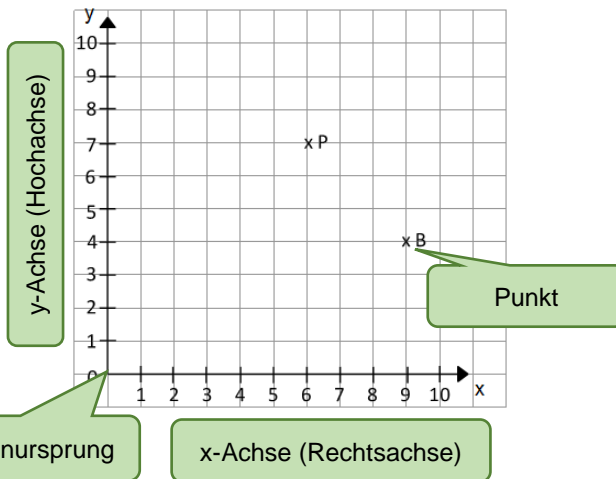 y
10
9
8
7
6
5
4
3
2
1
0
x P
x B
y-Achse (Hochachse)
Punkt
1 2 3 4 5 6 7 8 9 10 x
nursprung
x-Achse (Rechtsachse)